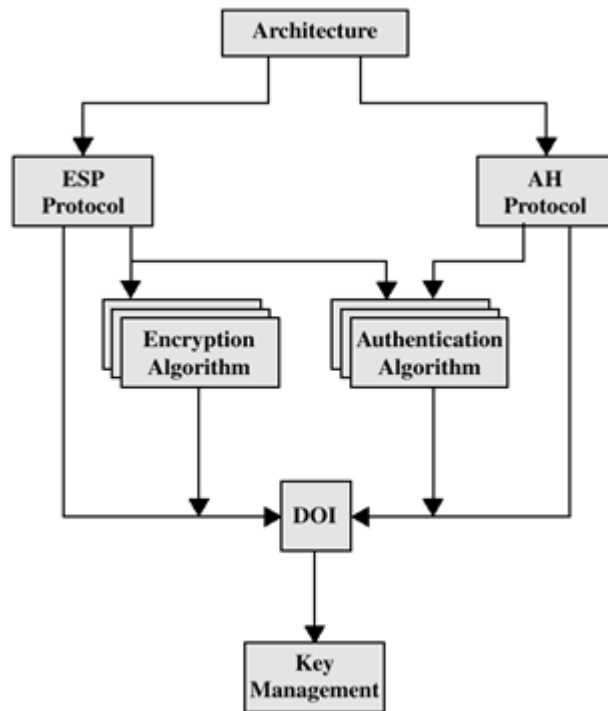 Architecture
ESP
Protocol
AH
Protocol
Encryption
Algorithm
Authentication
Algorithm
DOI
Key
Management